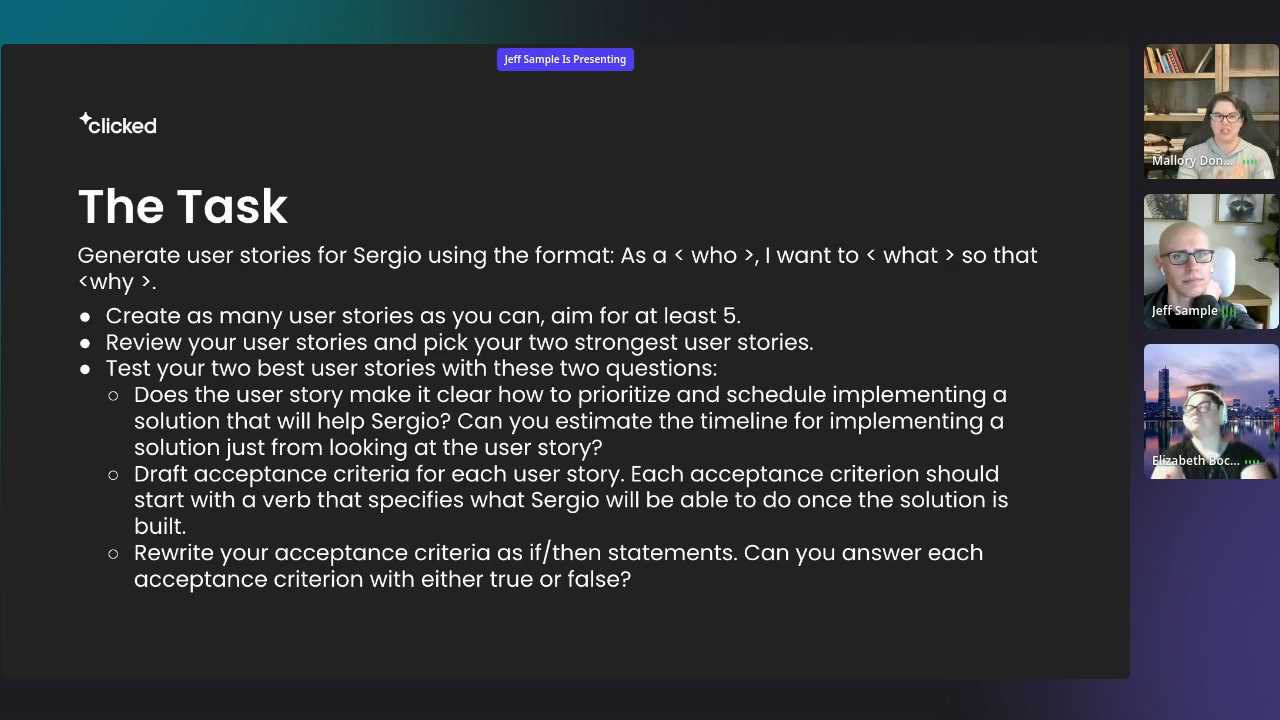 Jeff Sample Is Presenting
clicked
The Task
Generate user stories for Sergio using the format: As a < who >, I want to < what > so that
<why >.
● Create as many user stories as you can, aim for at least 5.
● Review your user stories and pick your two strongest user stories.
● Test your two best user stories with these two questions:
○ Does the user story make it clear how to prioritize and schedule implementing a
solution that will help Sergio? Can you estimate the timeline for implementing a
solution just from looking at the user story?
○ Draft acceptance criteria for each user story. Each acceptance criterion should
start with a verb that specifies what Sergio will be able to do once the solution is
built.
○ Rewrite your acceptance criteria as if/then statements. Can you answer each
acceptance criterion with either true or false?
Mallory Don...
Jeff Sample
Elizabeth Boc...